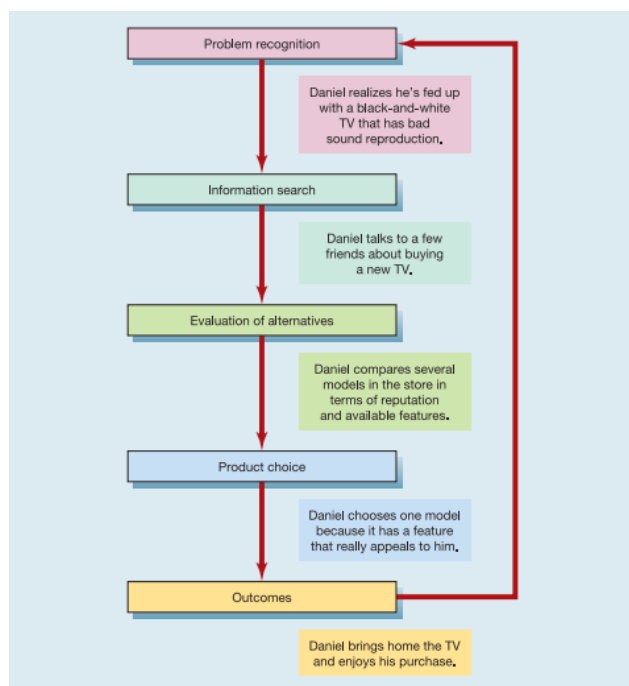 Problem recognition
Daniel realizes he's fed up
with a black-and-white
TV that has bad
sound reproduction.
Information search
Daniel talks to a few
friends about buying
a new TV.
Evaluation of alternatives
Daniel compares several
models in the store in
terms of reputation
and available features.
Product choice
Daniel chooses one model
because it has a feature
that really appeals to him.
Outcomes
Daniel brings home the TV
and enjoys his purchase.